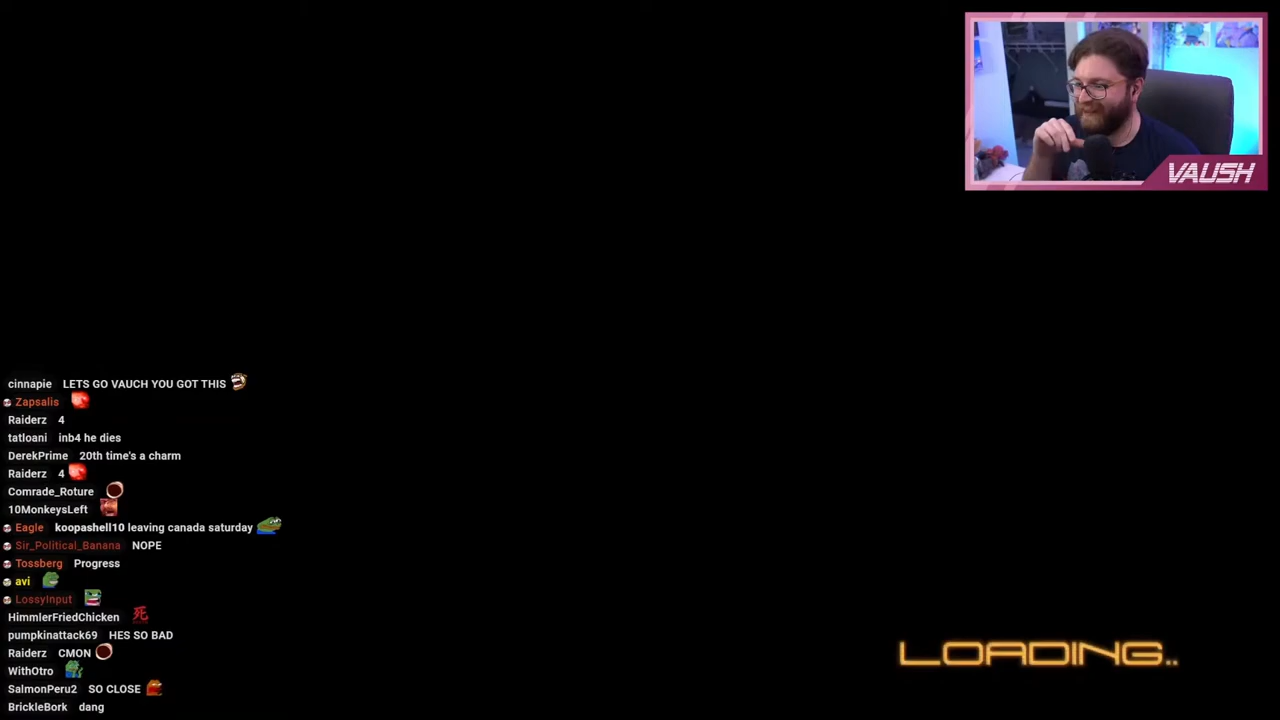 VAUSH
cinnapie LETS GO VAUCH YOU GOT THIS
Zapsalis
Raiderz 4
tatloani inb4 he dies
DerekPrime 20th time's a charm
Raiderz 4
Comrade_Roture
10MonkeysLeft
Eagle koopashell10 leaving canada saturday
Sir_Political_Banana NOPE
Tossberg Progress
avi
LossyInput
HimmlerFriedChicken 死
pumpkinattack69 HES SO BAD
Raiderz CMON
WithOtro
SalmonPeru2 SO CLOSE
BrickleBork dang
LOADING..